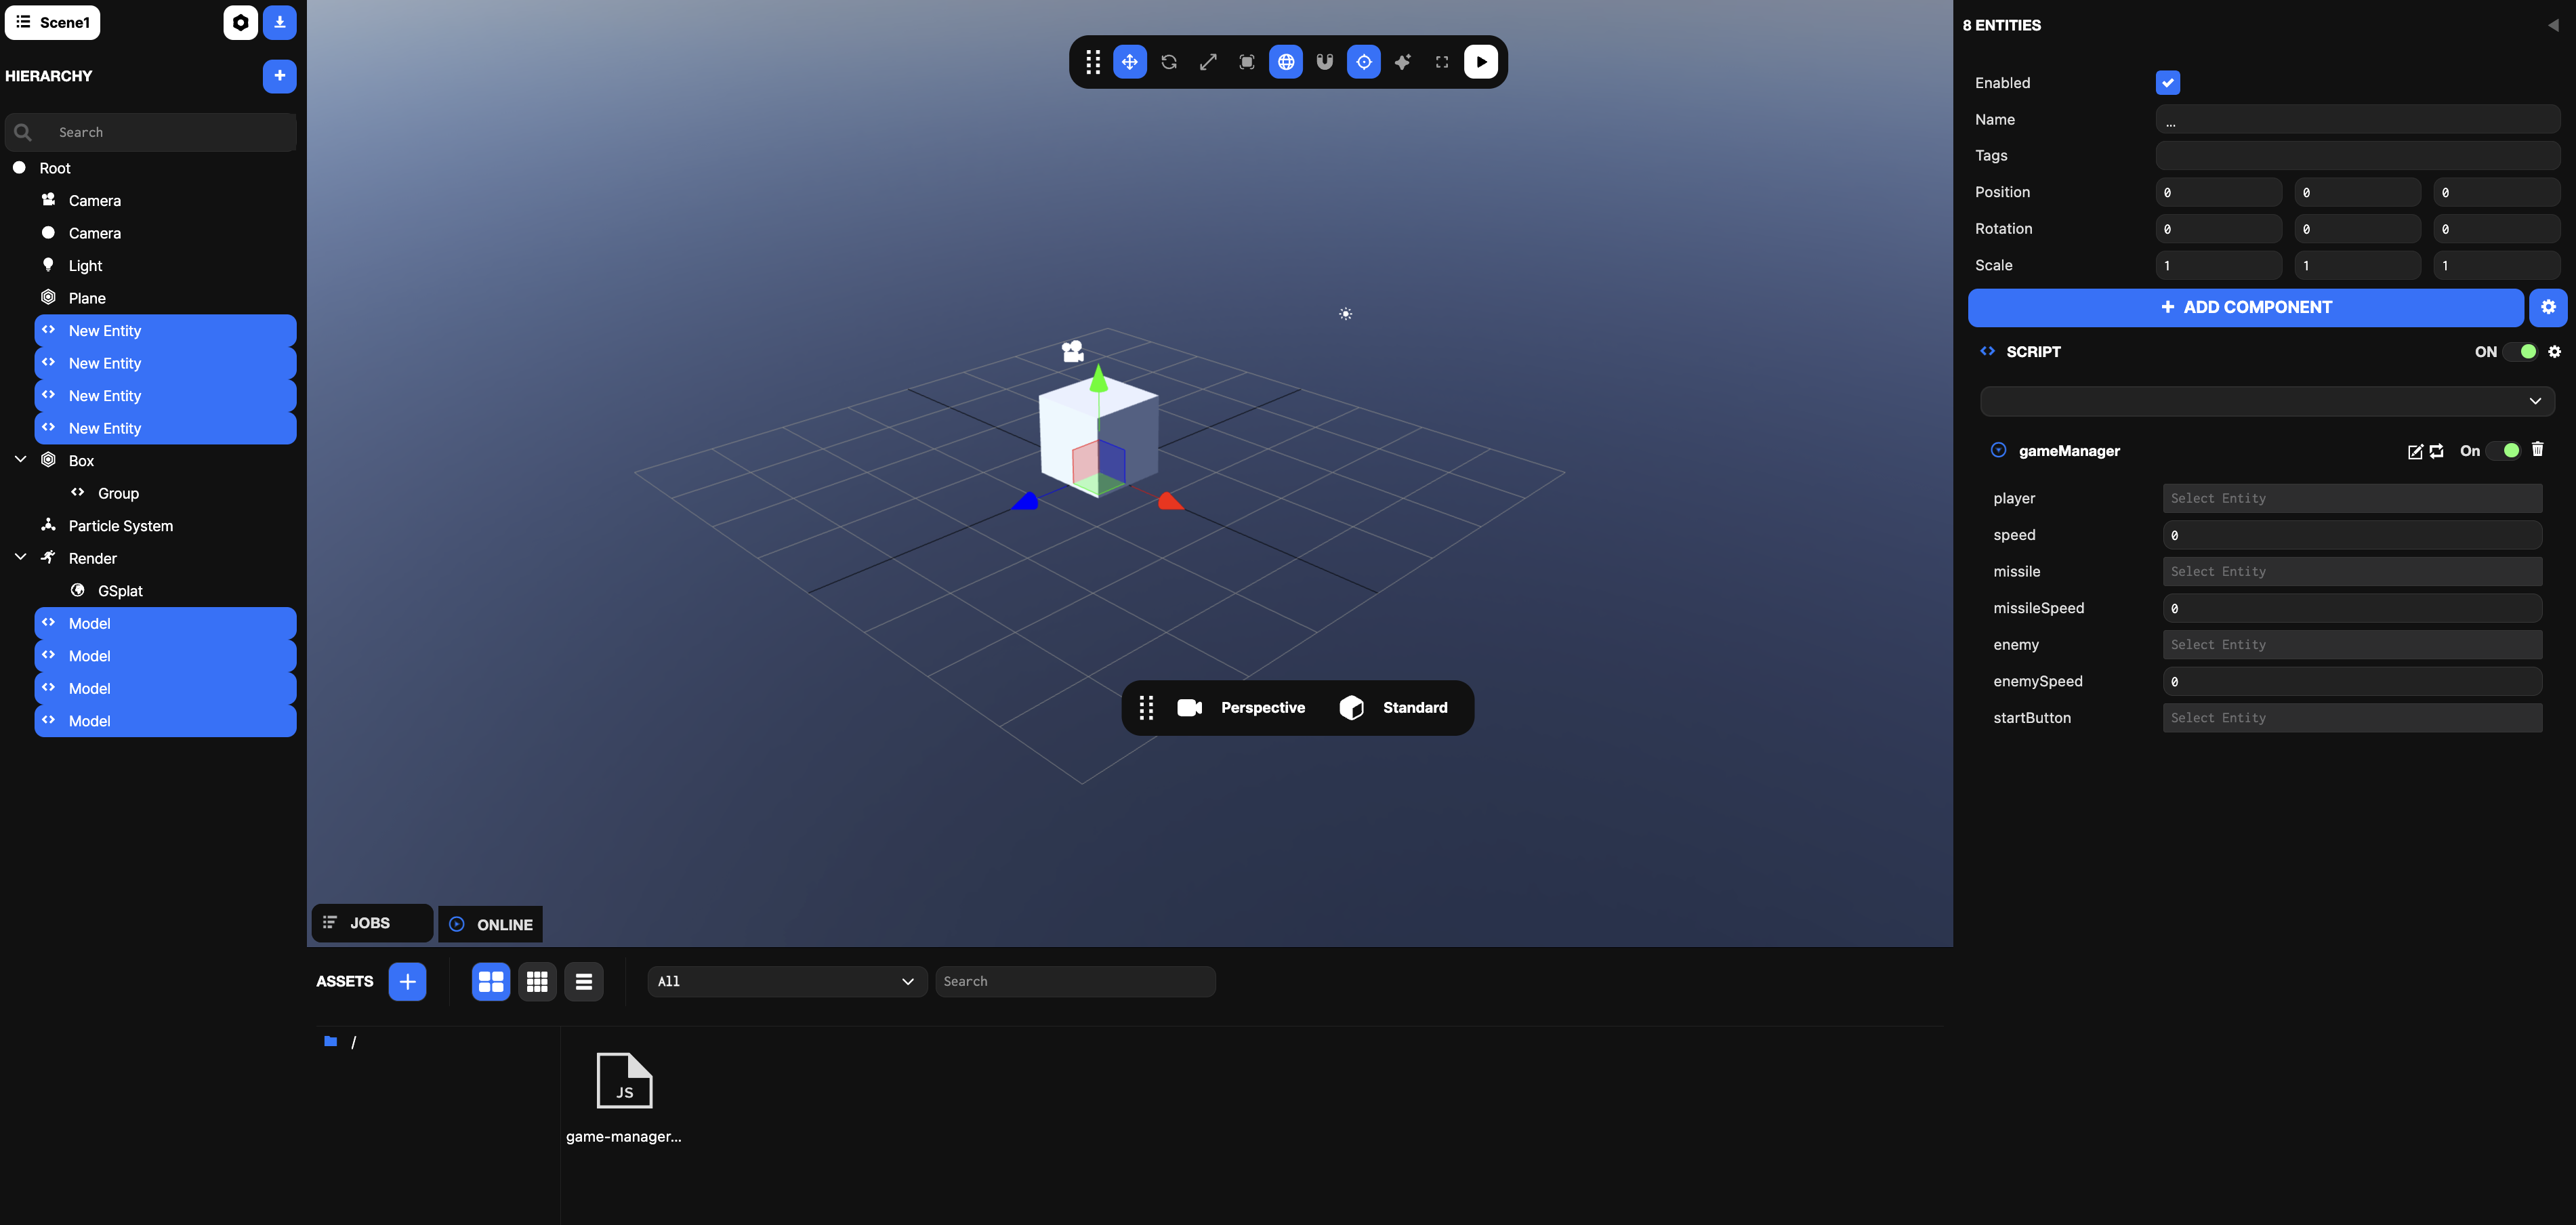 Scene1
HIERARCHY
Search
Root
Camera
Camera
Light
Plane
New Entity
New Entity
New Entity
New Entity
Box
Group
Particle System
Render
GSplat
Model
Model
Model
Model
Perspective Standard
JOBS ONLINE
ASSETS All Search
/
JS
game-manager...
8 ENTITIES
Enabled
Name ...
Tags
Position 0 0 0
Rotation 0 0 0
Scale 1 1 1
ADD COMPONENT
SCRIPT ON
gameManager On
player Select Entity
speed 0
missile Select Entity
missileSpeed 0
enemy Select Entity
enemySpeed 0
startButton Select Entity